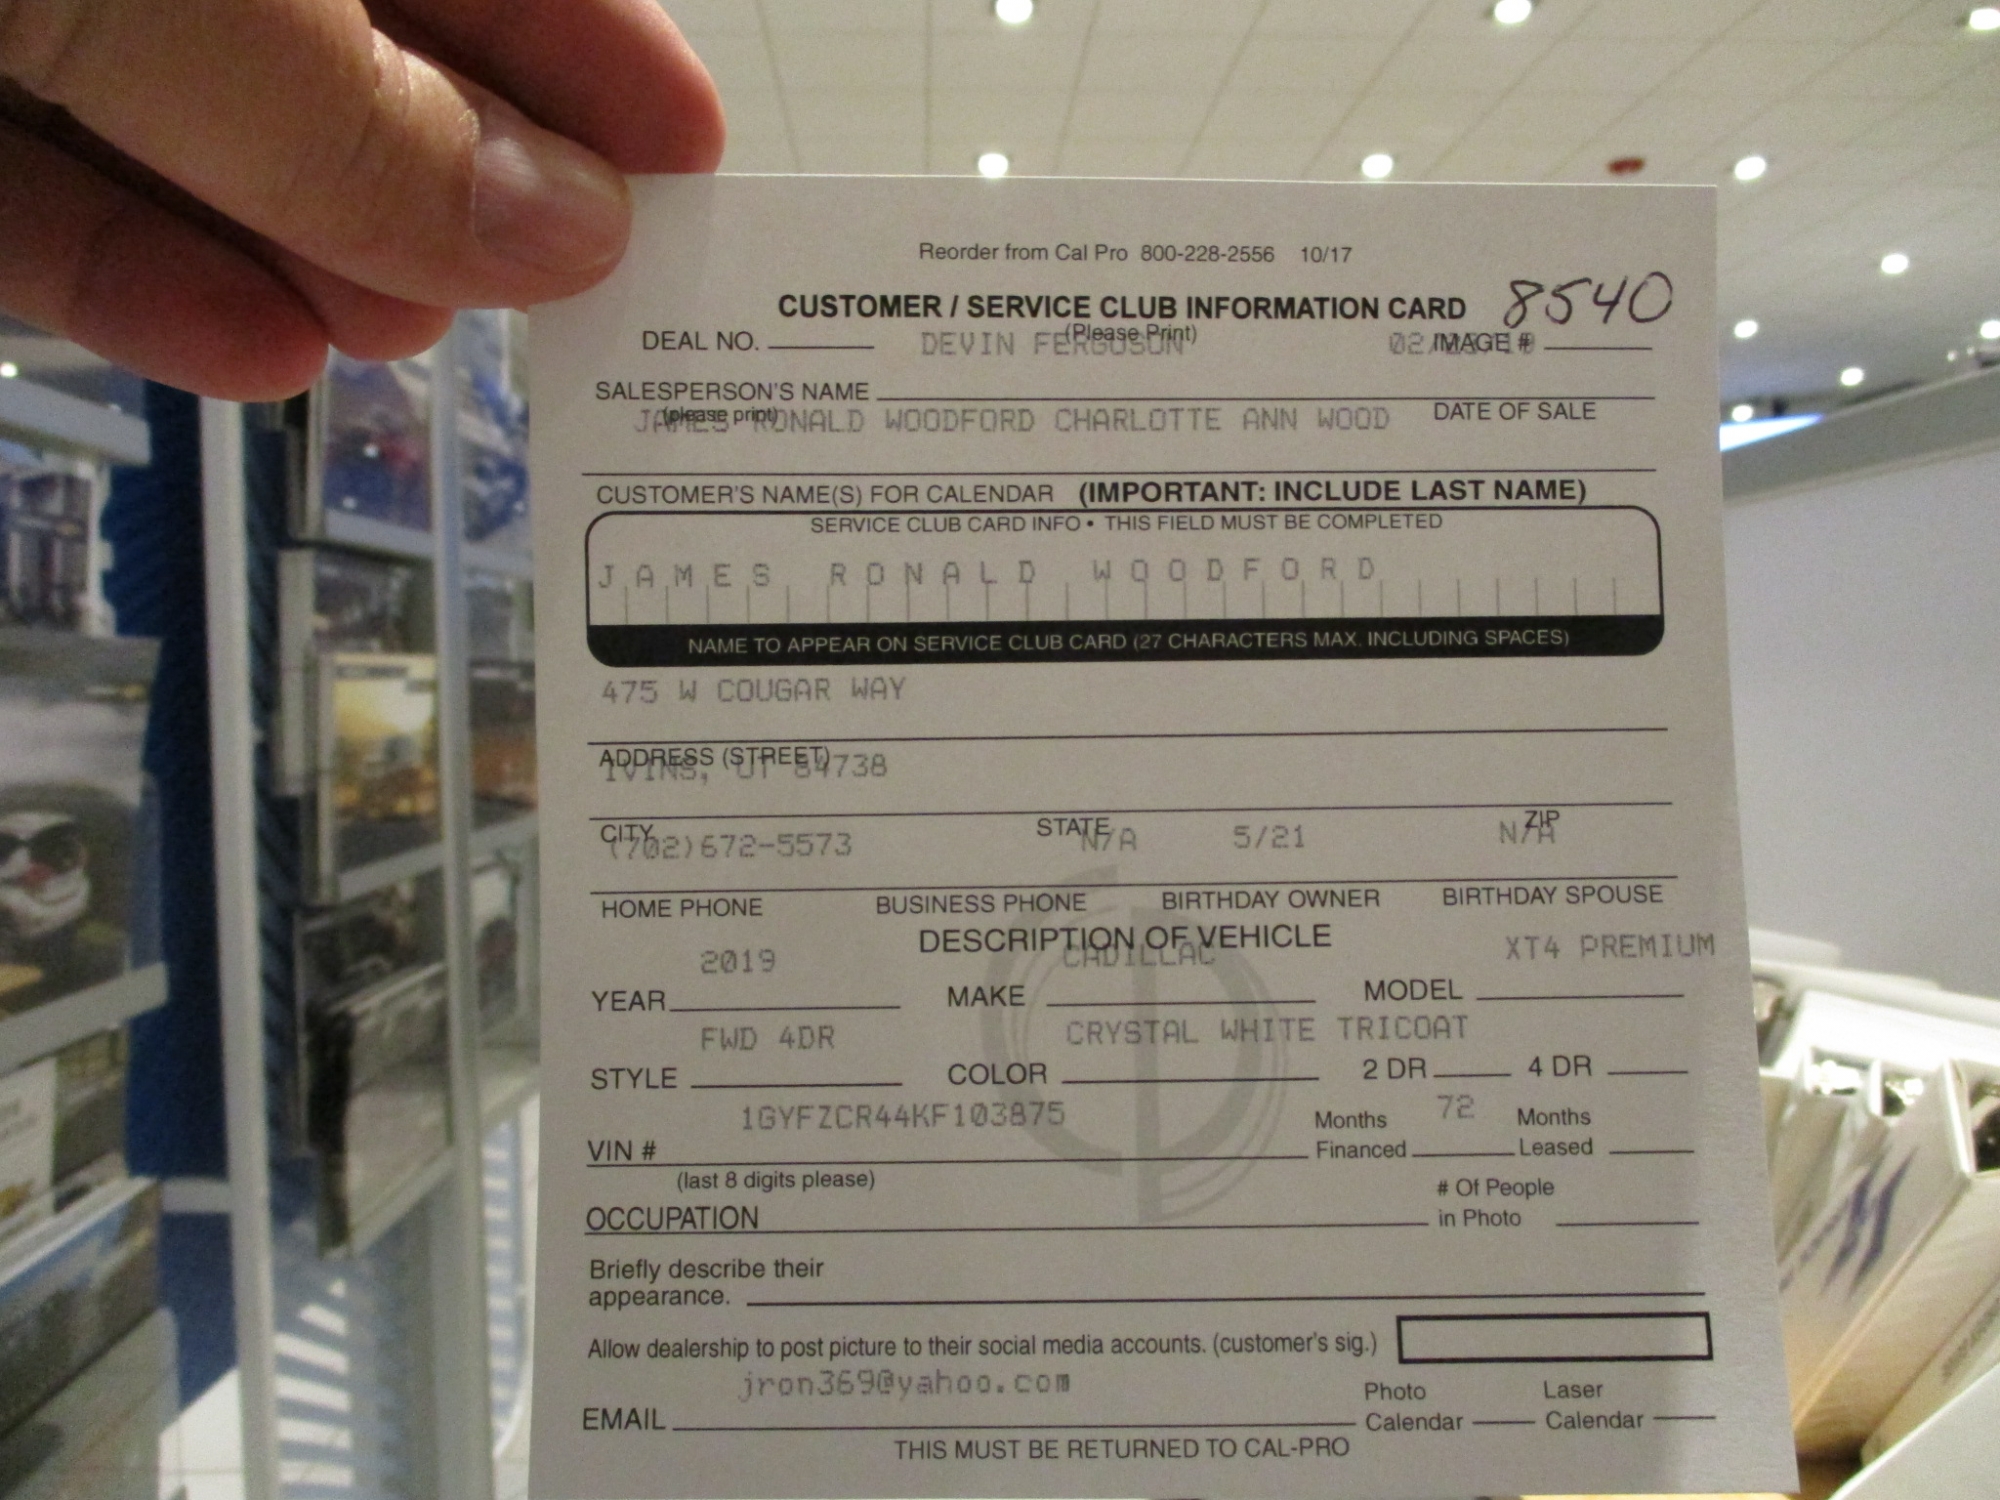 Reorder from Cal Pro 800-228-2556 10/17
CUSTOMER / SERVICE CLUB INFORMATION CARD 8540
(Please Print)
DEAL NO. DEVIN FERGUSON IMAGE #
SALESPERSON'S NAME
(please print) DATE OF SALE
JAMES RONALD WOODFORD CHARLOTTE ANN WOOD
CUSTOMER'S NAME(S) FOR CALENDAR (IMPORTANT: INCLUDE LAST NAME)
SERVICE CLUB CARD INFO • THIS FIELD MUST BE COMPLETED
JAMES RONALD WOODFORD
NAME TO APPEAR ON SERVICE CLUB CARD (27 CHARACTERS MAX. INCLUDING SPACES)
475 W COUGAR WAY
ADDRESS (STREET)
IVINS, UT 84738
CITY STATE ZIP
(702)672-5573 N/A 5/21 N/A
HOME PHONE BUSINESS PHONE BIRTHDAY OWNER BIRTHDAY SPOUSE
DESCRIPTION OF VEHICLE
2019 CADILLAC XT4 PREMIUM
YEAR MAKE MODEL
FWD 4DR CRYSTAL WHITE TRICOAT
STYLE COLOR 2 DR 4 DR
1GYFZCR44KF103875 72
VIN # Months Financed Months Leased
(last 8 digits please)
OCCUPATION # Of People in Photo
Briefly describe their
appearance.
Allow dealership to post picture to their social media accounts. (customer's sig.)
jron369@yahoo.com
EMAIL Photo Calendar Laser Calendar
THIS MUST BE RETURNED TO CAL-PRO